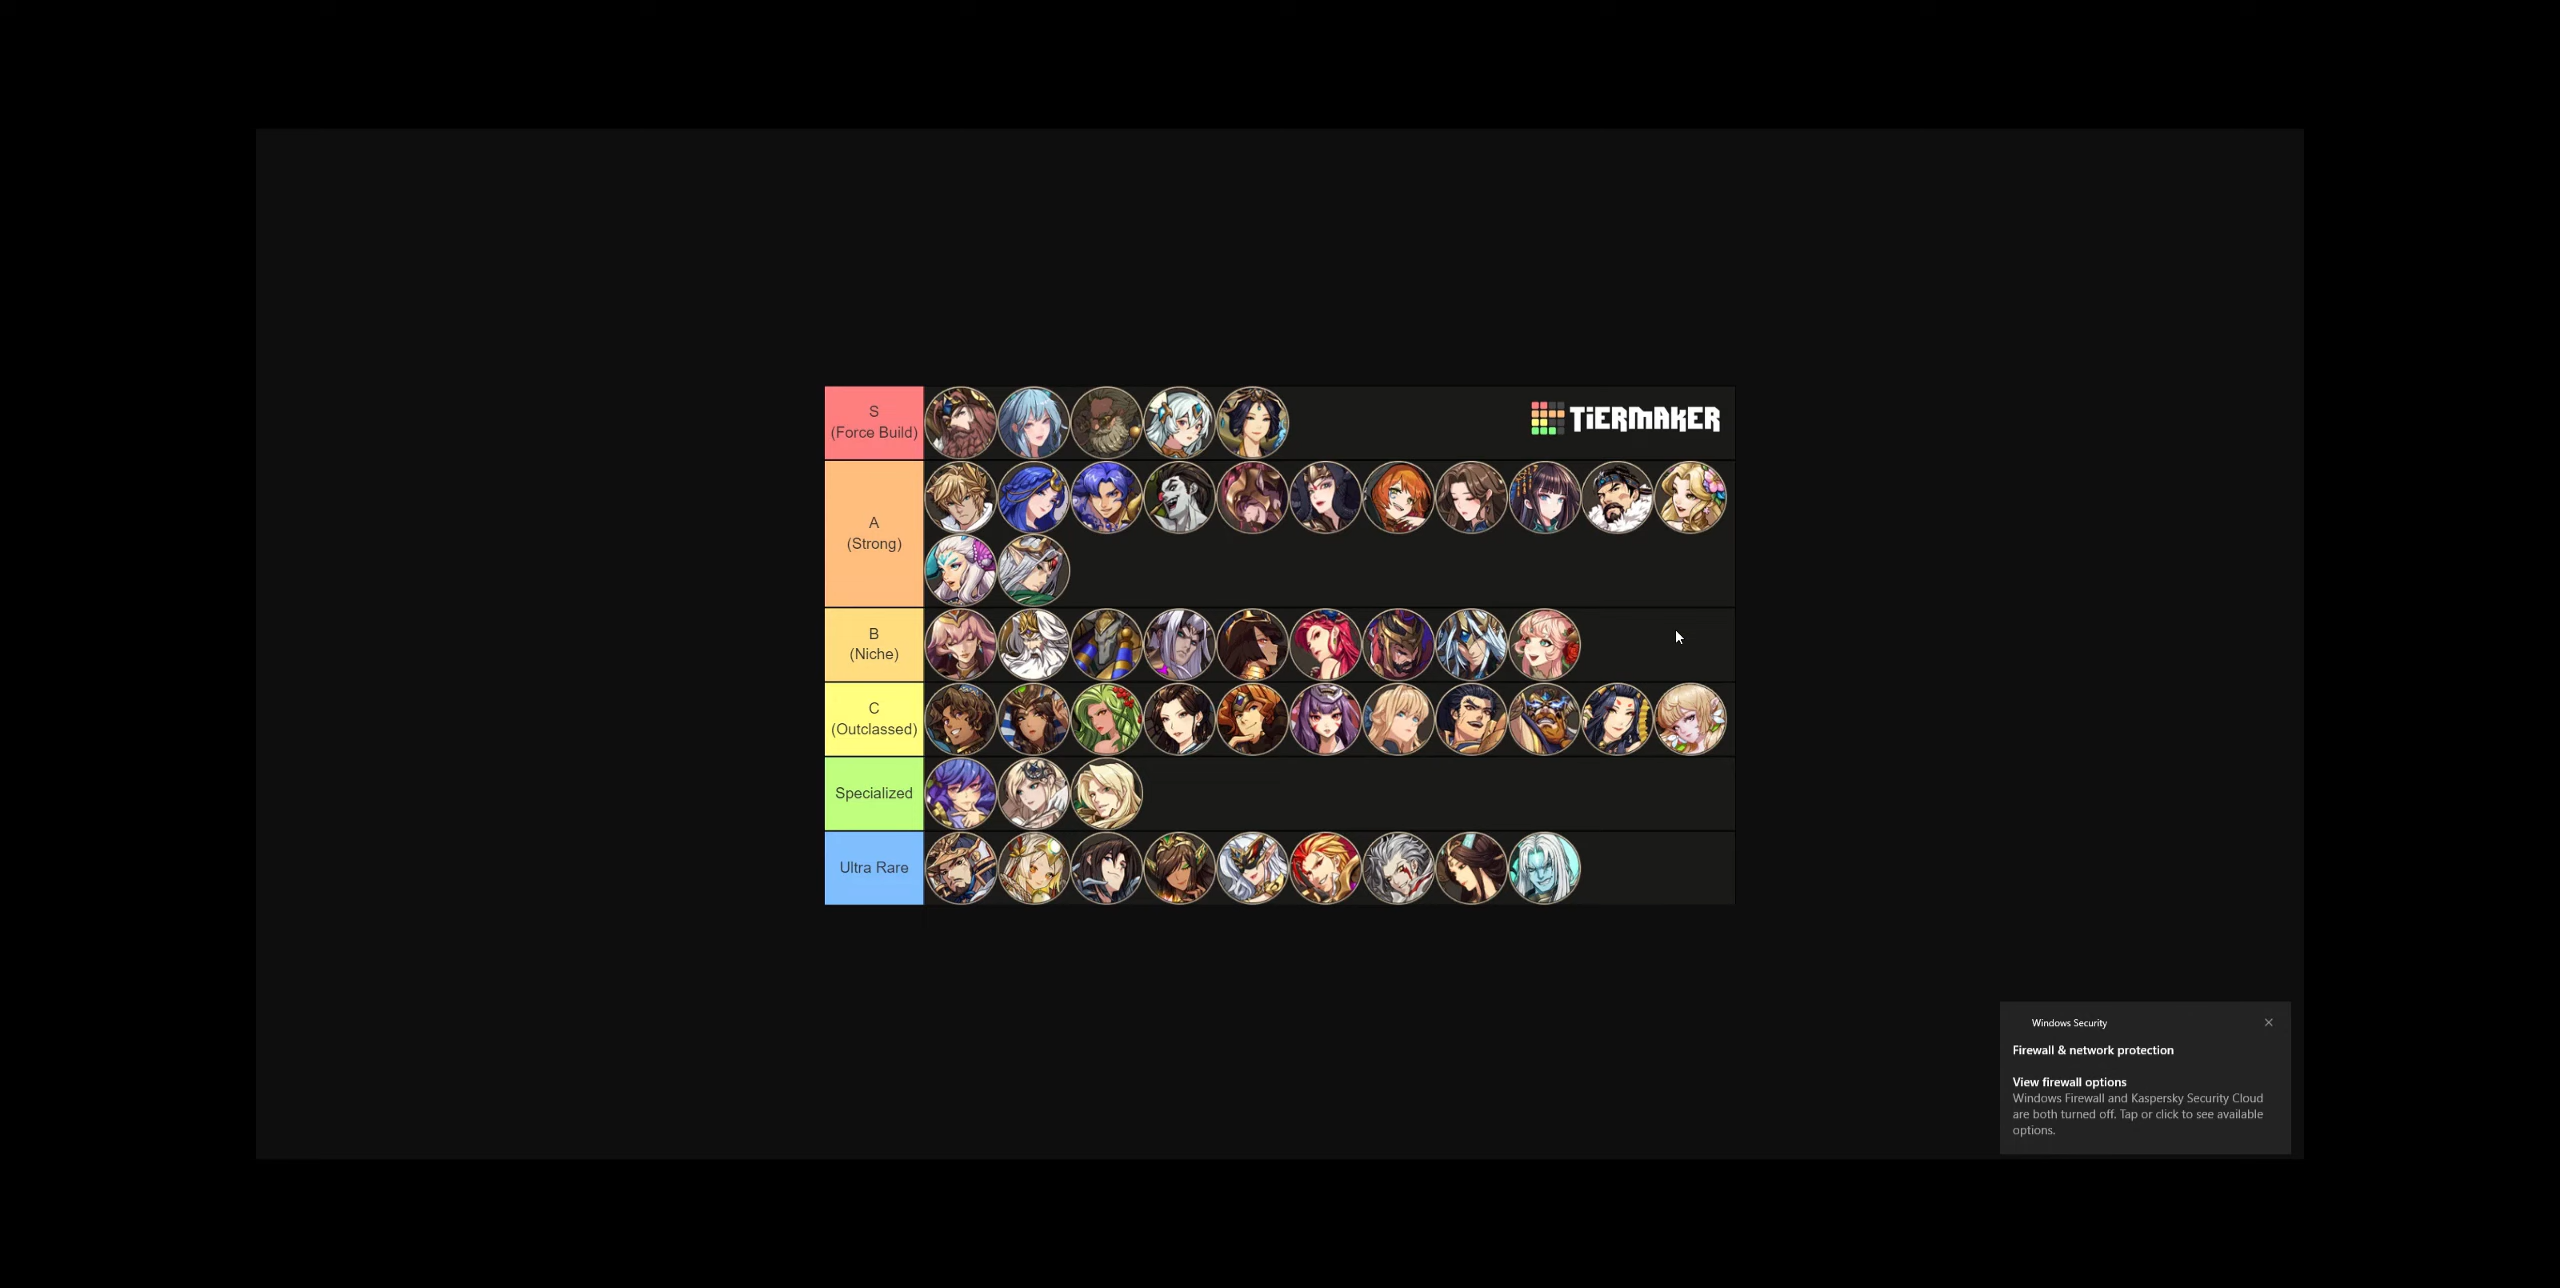 S
(Force Build)
TIERMAKER
A
(Strong)
B
(Niche)
C
(Outclassed)
Specialized
Ultra Rare
Windows Security
Firewall & network protection
View firewall options
Windows Firewall and Kaspersky Security Cloud
are both turned off. Tap or click to see available
options.